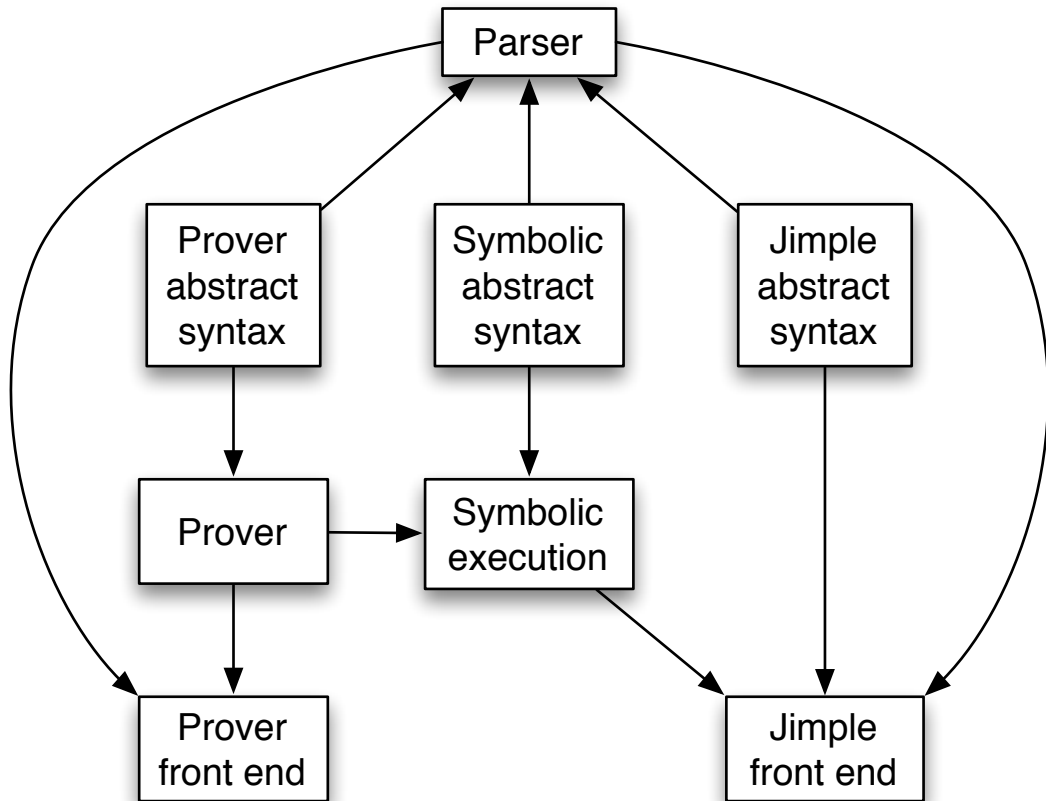 Parser
Prover
abstract
syntax
Symbolic
abstract
syntax
Jimple
abstract
syntax
Prover
Symbolic
execution
Prover
front end
Jimple
front end